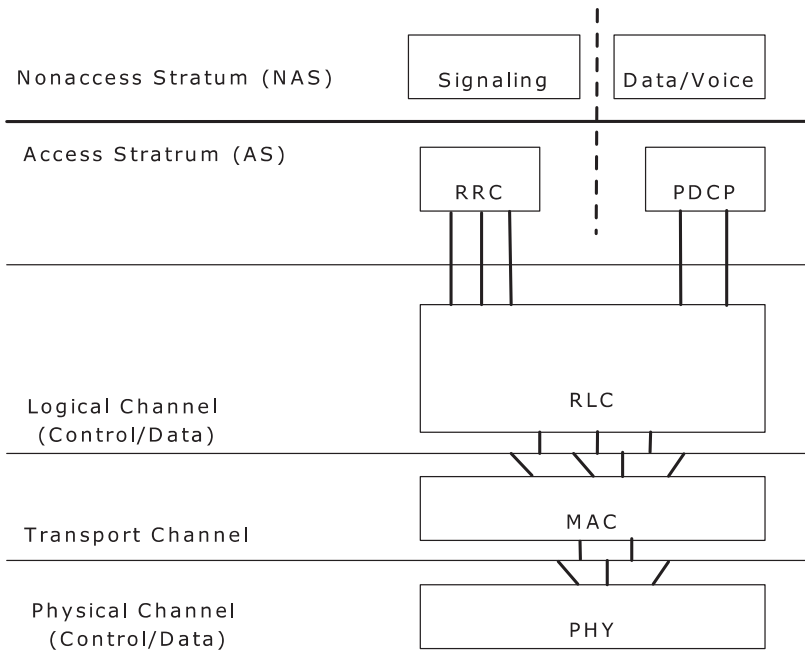 Nonaccess Stratum (NAS)
Signaling
Data/Voice
Access Stratrum (AS)
RRC
PDCP
RLC
Logical Channel
(Control/Data)
MAC
Transport Channel
Physical Channel
(Control/Data)
PHY